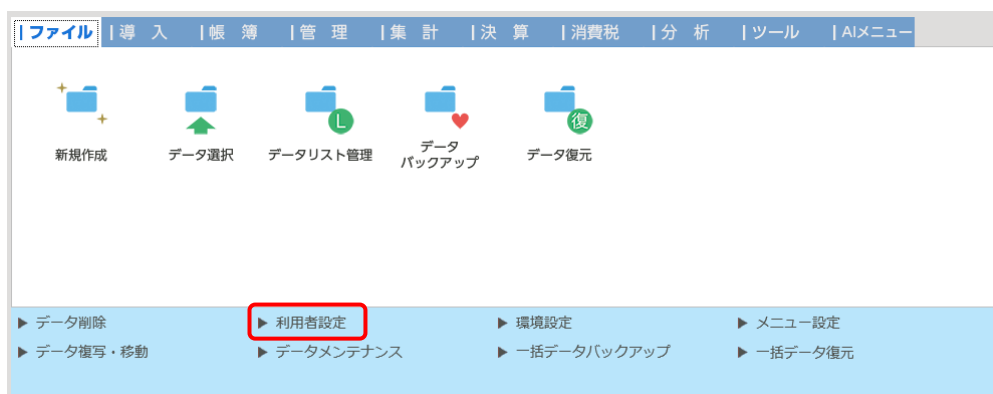 |ファイル |導 入 |帳 簿 |管 理 |集 計 |決 算 |消費税 |分 析 |ツール |AIメニュー
L 復
新規作成 データ選択 データリスト管理 データ
バックアップ データ復元
▶ データ削除 ▶ 利用者設定 ▶ 環境設定 ▶ メニュー設定
▶ データ複写・移動 ▶ データメンテナンス ▶ 一括データバックアップ ▶ 一括データ復元